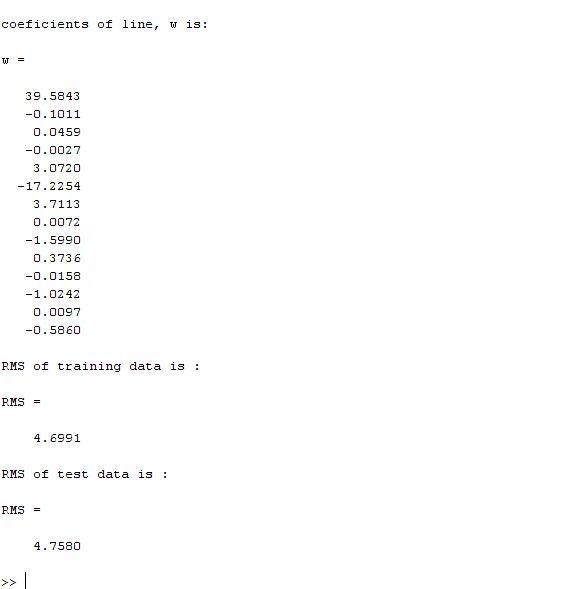 coeficients of line, w is:
w =
39.5843
-0.1011
0.0459
-0.0027
3.0720
-17.2254
3.7113
0.0072
-1.5990
0.3736
-0.0158
-1.0242
0.0097
-0.5860
RMS of training data is :
RMS =
4.6991
RMS of test data is :
RMS =
4.7580
>>